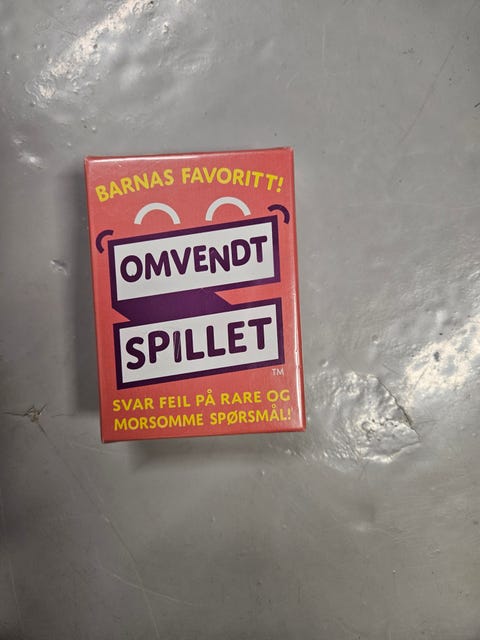 BARNAS FAVORITT!
OMVENDT
SPILLET
TM
SVAR FEIL PÅ RARE OG
MORSOMME SPØRSMÅL!